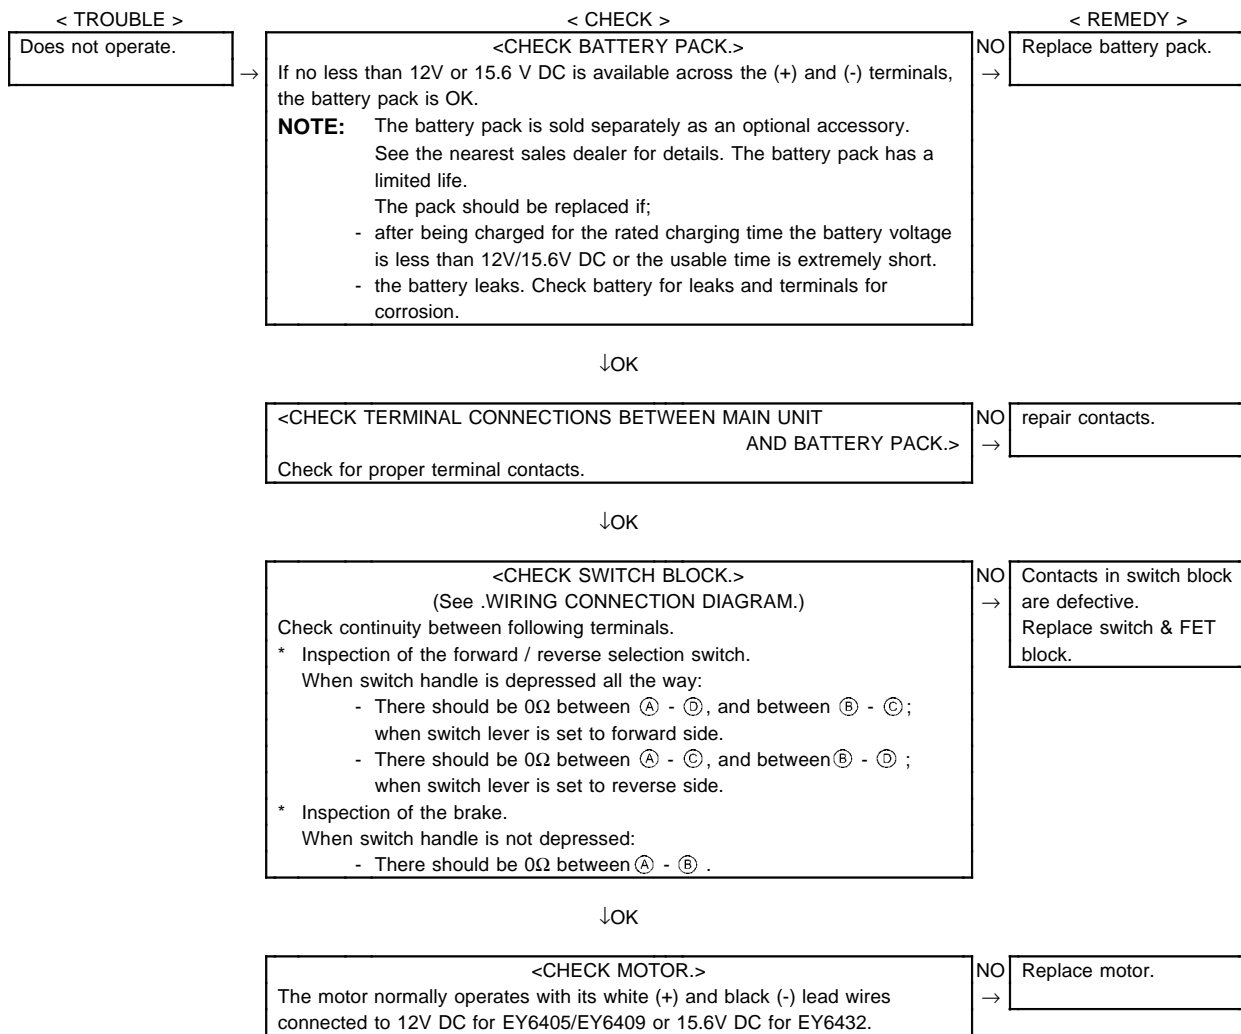 < TROUBLE >
< CHECK >
< REMEDY >
Does not operate.
→
<CHECK BATTERY PACK.>
If no less than 12V or 15.6 V DC is available across the (+) and (-) terminals,
the battery pack is OK.
NOTE: The battery pack is sold separately as an optional accessory.
See the nearest sales dealer for details. The battery pack has a
limited life.
The pack should be replaced if;
- after being charged for the rated charging time the battery voltage
is less than 12V/15.6V DC or the usable time is extremely short.
- the battery leaks. Check battery for leaks and terminals for
corrosion.
NO
→
Replace battery pack.
↓OK
<CHECK TERMINAL CONNECTIONS BETWEEN MAIN UNIT
AND BATTERY PACK.>
Check for proper terminal contacts.
NO
→
repair contacts.
↓OK
<CHECK SWITCH BLOCK.>
(See .WIRING CONNECTION DIAGRAM.)
Check continuity between following terminals.
* Inspection of the forward / reverse selection switch.
When switch handle is depressed all the way:
- There should be 0Ω between Ⓐ - Ⓓ, and between Ⓑ - Ⓒ;
when switch lever is set to forward side.
- There should be 0Ω between Ⓐ - Ⓒ, and between Ⓑ - Ⓓ ;
when switch lever is set to reverse side.
* Inspection of the brake.
When switch handle is not depressed:
- There should be 0Ω between Ⓐ - Ⓑ .
NO
→
Contacts in switch block
are defective.
Replace switch & FET
block.
↓OK
<CHECK MOTOR.>
The motor normally operates with its white (+) and black (-) lead wires
connected to 12V DC for EY6405/EY6409 or 15.6V DC for EY6432.
NO
→
Replace motor.